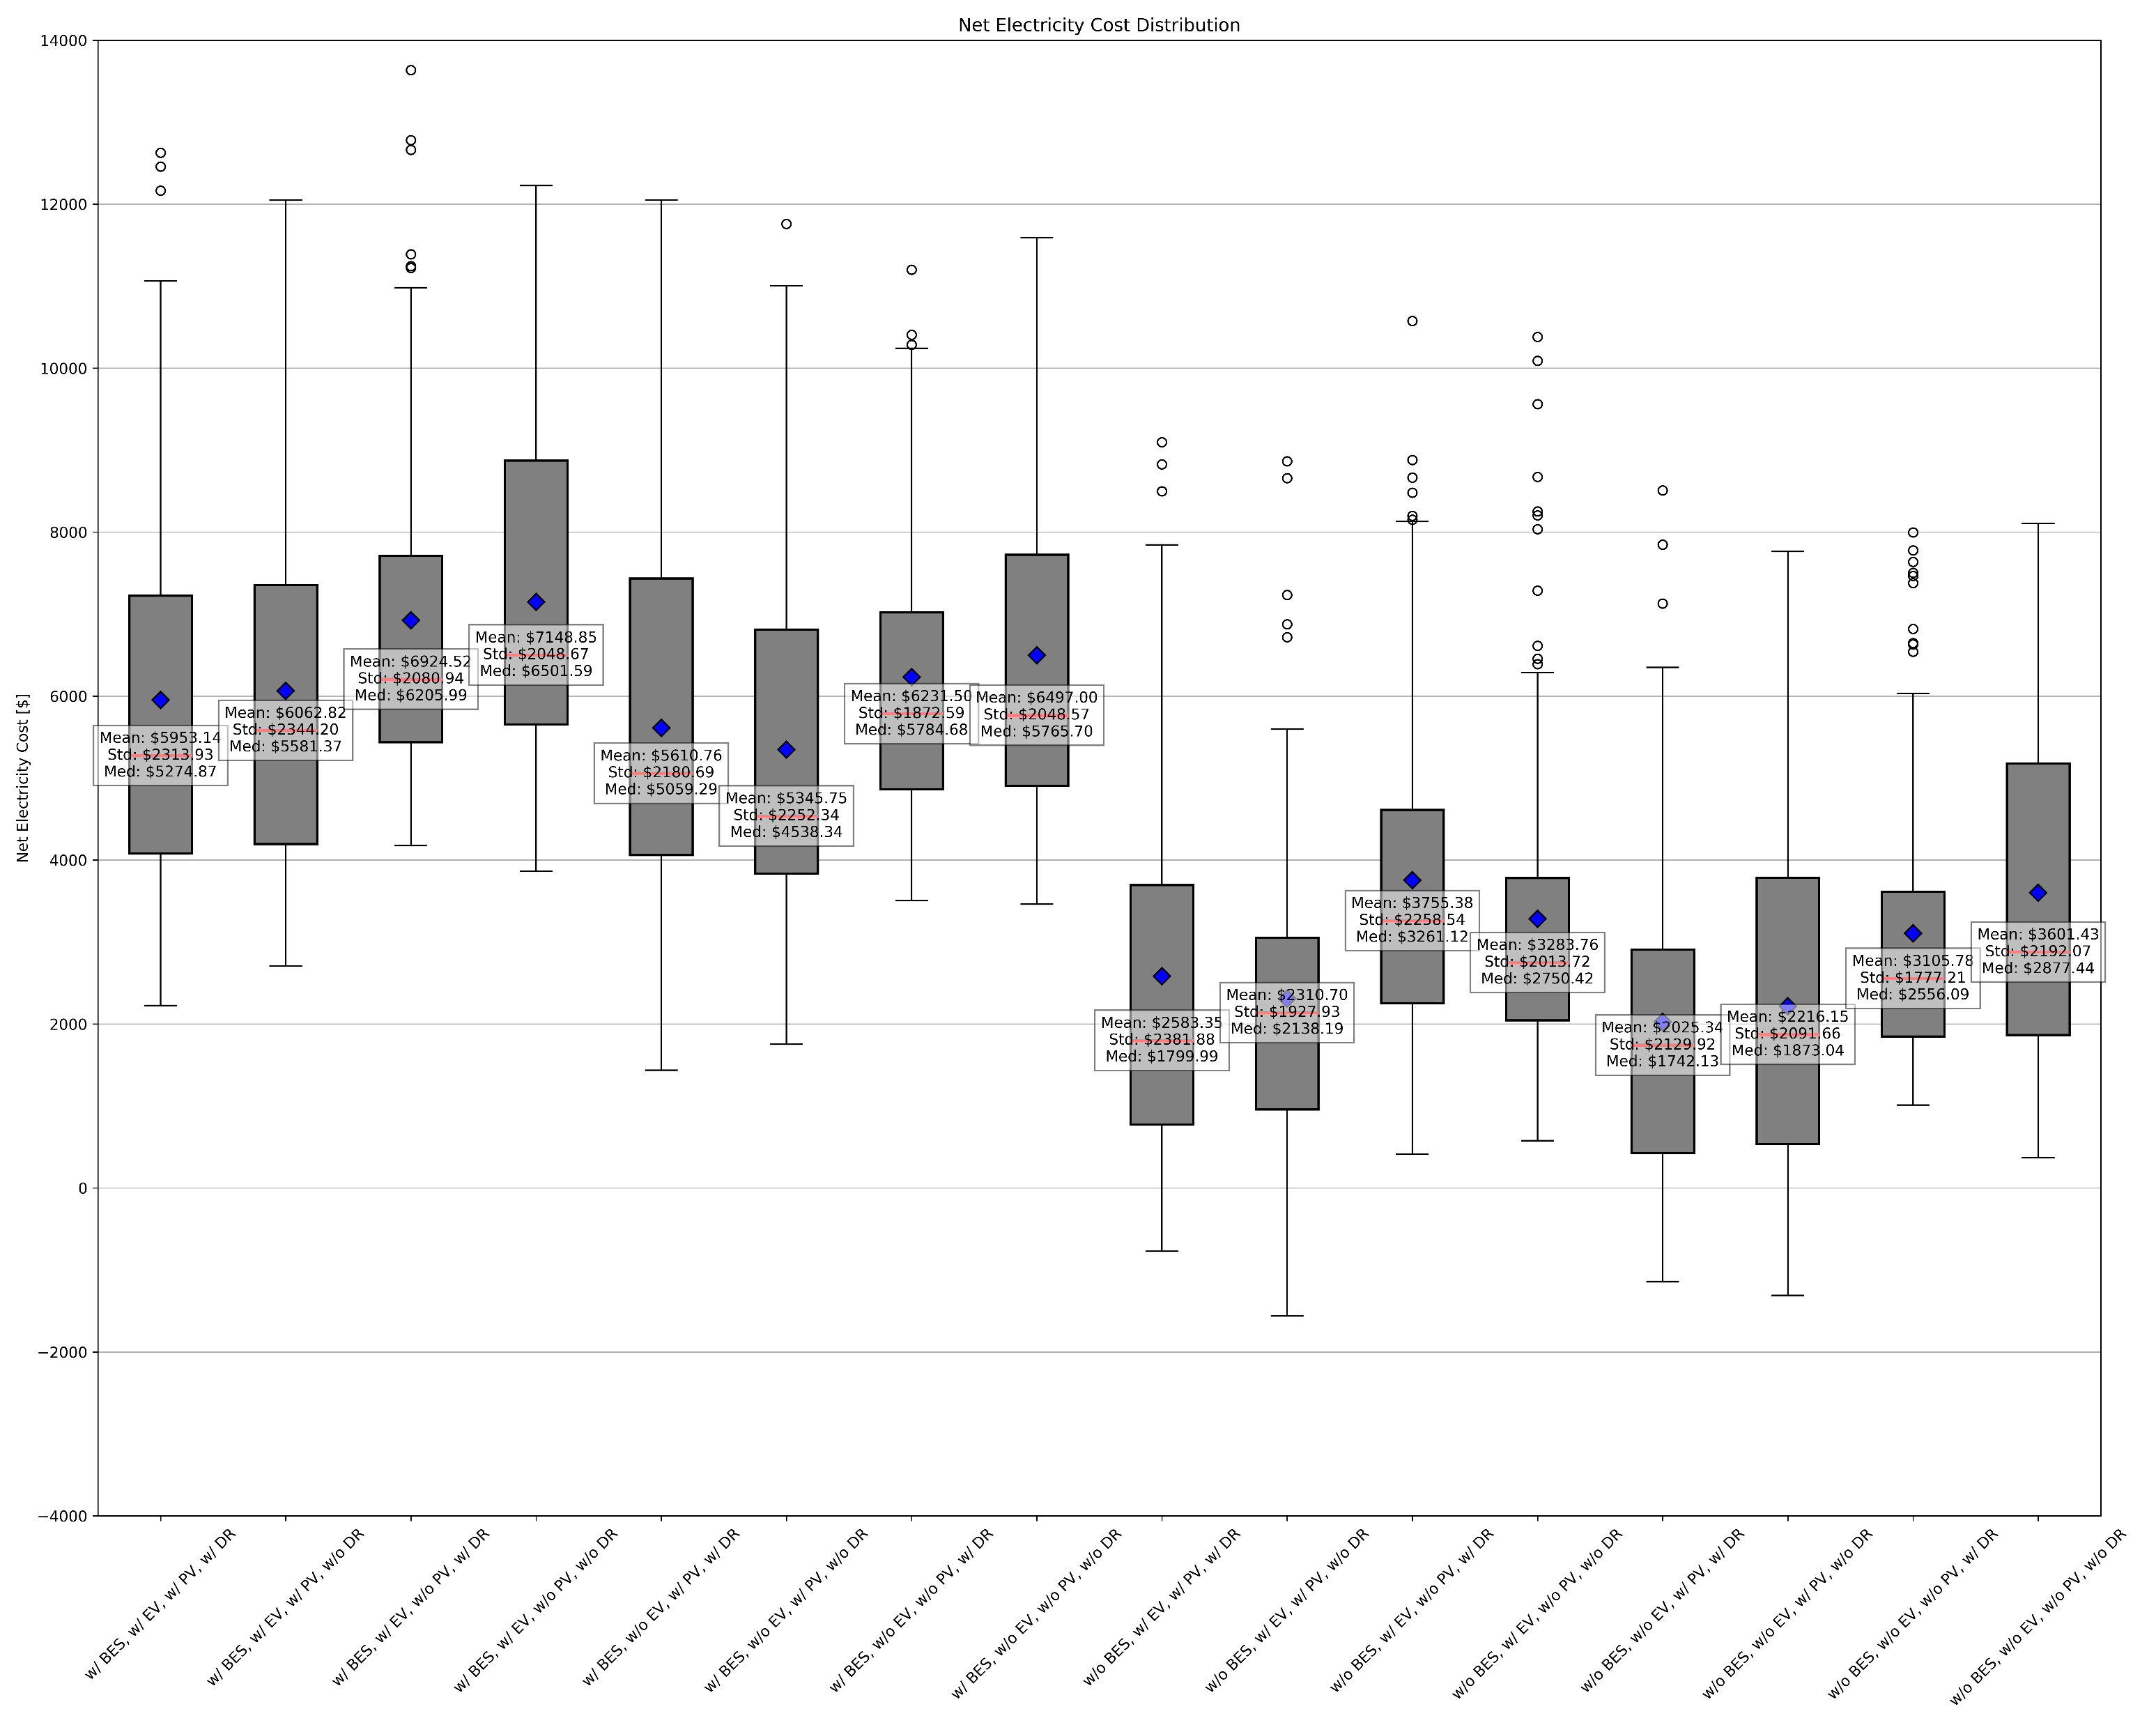 Net Electricity Cost Distribution
14000
12000
10000
8000
6000
4000
2000
0
−2000
−4000
Net Electricity Cost [$]
Mean: $5953.14
Std: $2313.93
Med: $5274.87
Mean: $6062.82
Std: $2344.20
Med: $5581.37
Mean: $6924.52
Std: $2080.94
Med: $6205.99
Mean: $7148.85
Std: $2048.67
Med: $6501.59
Mean: $5610.76
Std: $2180.69
Med: $5059.29
Mean: $5345.75
Std: $2252.34
Med: $4538.34
Mean: $6231.50
Std: $1872.59
Med: $5784.68
Mean: $6497.00
Std: $2048.57
Med: $5765.70
Mean: $2583.35
Std: $2381.88
Med: $1799.99
Mean: $2310.70
Std: $1927.93
Med: $2138.19
Mean: $3755.38
Std: $2258.54
Med: $3261.12
Mean: $3283.76
Std: $2013.72
Med: $2750.42
Mean: $2025.34
Std: $2129.92
Med: $1742.13
Mean: $2216.15
Std: $2091.66
Med: $1873.04
Mean: $3105.78
Std: $1777.21
Med: $2556.09
Mean: $3601.43
Std: $2192.07
Med: $2877.44
w/ BES, w/ EV, w/ PV, w/ DR
w/ BES, w/ EV, w/ PV, w/o DR
w/ BES, w/ EV, w/o PV, w/ DR
w/ BES, w/ EV, w/o PV, w/o DR
w/ BES, w/o EV, w/ PV, w/ DR
w/ BES, w/o EV, w/ PV, w/o DR
w/ BES, w/o EV, w/o PV, w/ DR
w/ BES, w/o EV, w/o PV, w/o DR
w/o BES, w/ EV, w/ PV, w/ DR
w/o BES, w/ EV, w/ PV, w/o DR
w/o BES, w/ EV, w/o PV, w/ DR
w/o BES, w/ EV, w/o PV, w/o DR
w/o BES, w/o EV, w/ PV, w/ DR
w/o BES, w/o EV, w/ PV, w/o DR
w/o BES, w/o EV, w/o PV, w/ DR
w/o BES, w/o EV, w/o PV, w/o DR